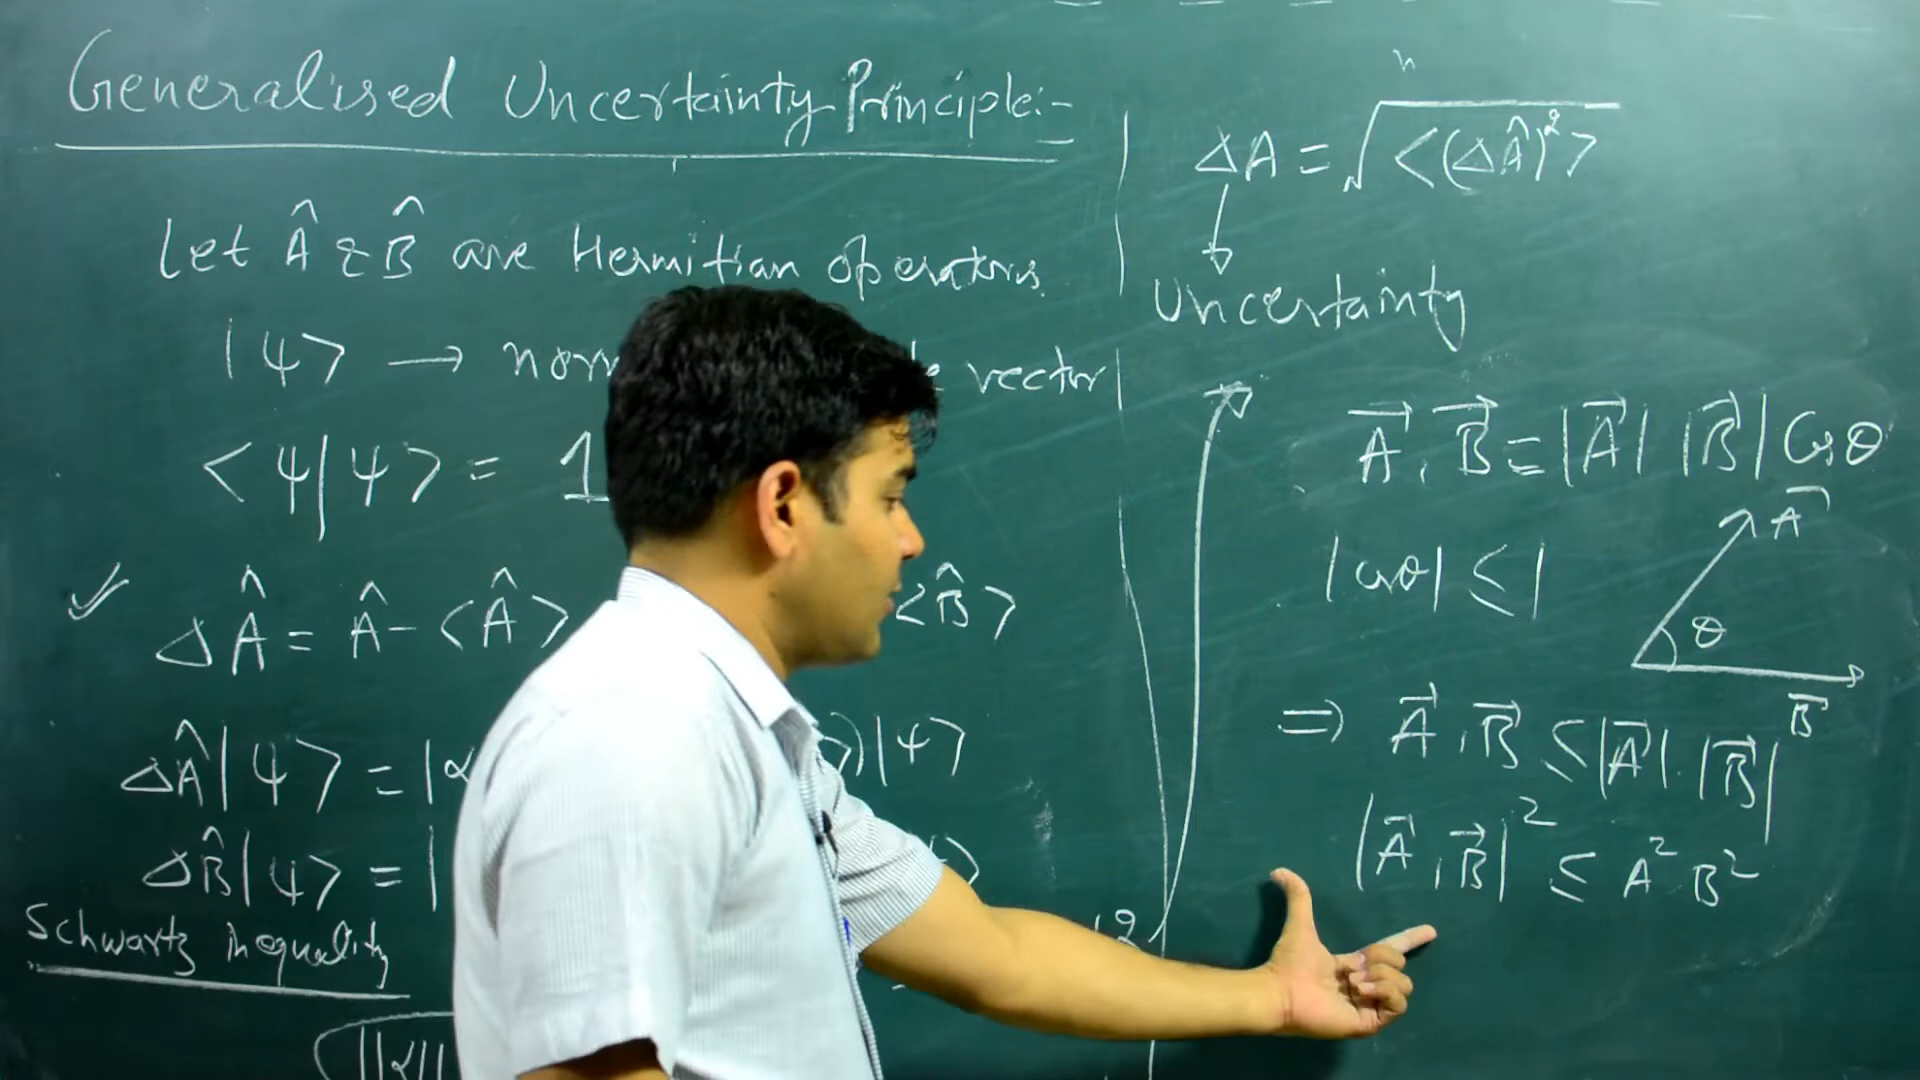 Generalised Uncertainty Principle:-
Let Â & B̂ are Hermitian operators.
|ψ> → vector
<ψ|ψ> = 1
✓ ΔÂ = Â - <Â> <B̂>
ΔÂ|ψ> = |α )|ψ>
ΔB̂|ψ> = |
Schwartz inequality
||α||
ΔA = √<(ΔÂ)²>
Uncertainty
A⃗ . B⃗ = |A⃗| |B⃗| Cosθ
A⃗
|cosθ| ≤ 1
θ
B⃗
⇒ A⃗ . B⃗ ≤ |A⃗| . |B⃗|
|A⃗ . B⃗|² ≤ A² B²